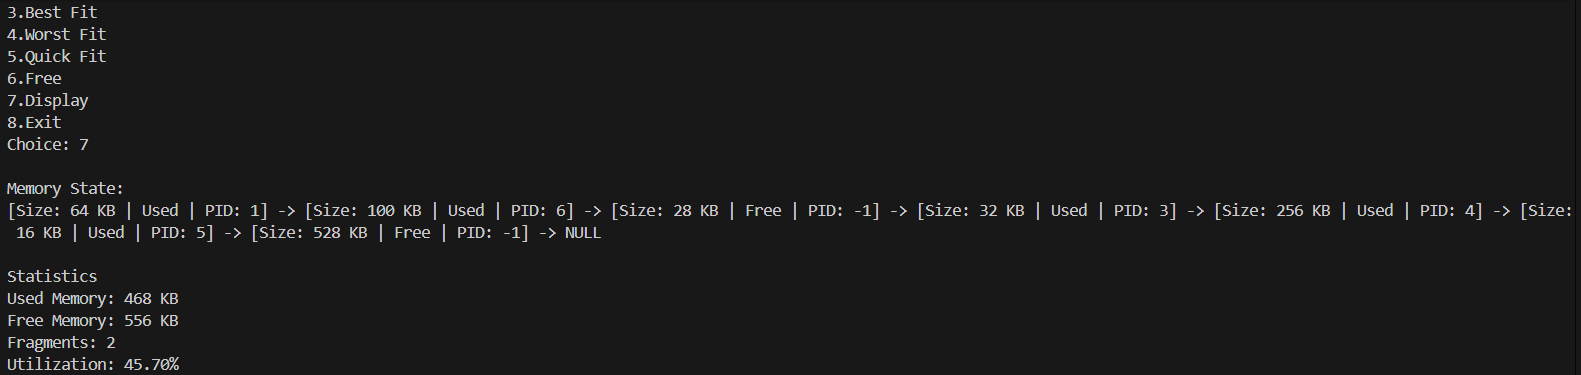 3.Best Fit
4.Worst Fit
5.Quick Fit
6.Free
7.Display
8.Exit
Choice: 7
Memory State:
[Size: 64 KB | Used | PID: 1] -> [Size: 100 KB | Used | PID: 6] -> [Size: 28 KB | Free | PID: -1] -> [Size: 32 KB | Used | PID: 3] -> [Size: 256 KB | Used | PID: 4] -> [Size:
 16 KB | Used | PID: 5] -> [Size: 528 KB | Free | PID: -1] -> NULL
Statistics
Used Memory: 468 KB
Free Memory: 556 KB
Fragments: 2
Utilization: 45.70%